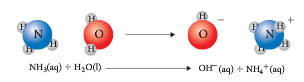 H H −
N O O N +
H H H H H H H
NH₃(aq) + H₂O(l) ⟶ OH⁻(aq) + NH₄⁺(aq)